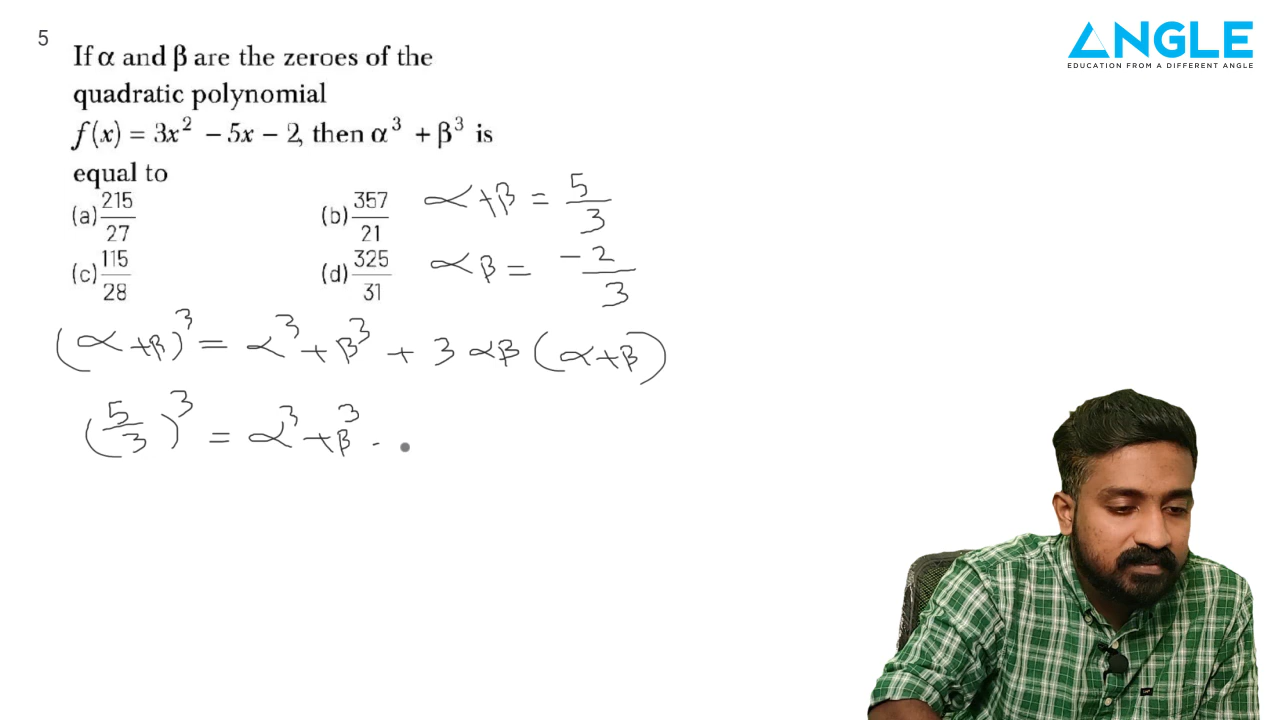 5
If α and β are the zeroes of the
quadratic polynomial
f(x) = 3x² – 5x – 2, then α³ + β³ is
equal to
(a) 215/27 (b) 357/21
(c) 115/28 (d) 325/31
α+β = 5/3
αβ = -2/3
(α+β)³ = α³ + β³ + 3αβ(α+β)
(5/3)³ = α³ + β³ -
ANGLE
EDUCATION FROM A DIFFERENT ANGLE